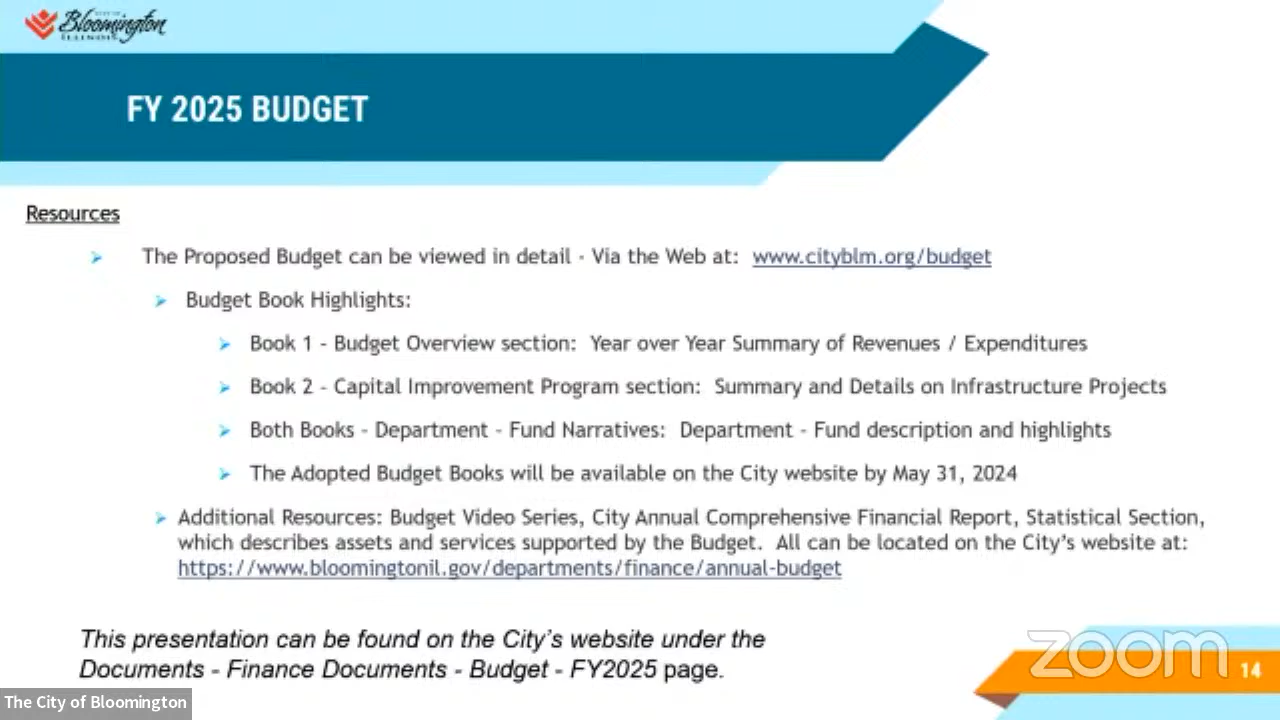 Bloomington
ILLINOIS
FY 2025 BUDGET
Resources
The Proposed Budget can be viewed in detail - Via the Web at: www.cityblm.org/budget
Budget Book Highlights:
Book 1 - Budget Overview section: Year over Year Summary of Revenues / Expenditures
Book 2 - Capital Improvement Program section: Summary and Details on Infrastructure Projects
Both Books - Department - Fund Narratives: Department - Fund description and highlights
The Adopted Budget Books will be available on the City website by May 31, 2024
Additional Resources: Budget Video Series, City Annual Comprehensive Financial Report, Statistical Section,
which describes assets and services supported by the Budget. All can be located on the City's website at:
https://www.bloomingtonil.gov/departments/finance/annual-budget
This presentation can be found on the City's website under the
Documents - Finance Documents - Budget - FY2025 page.
zoom
14
The City of Bloomington